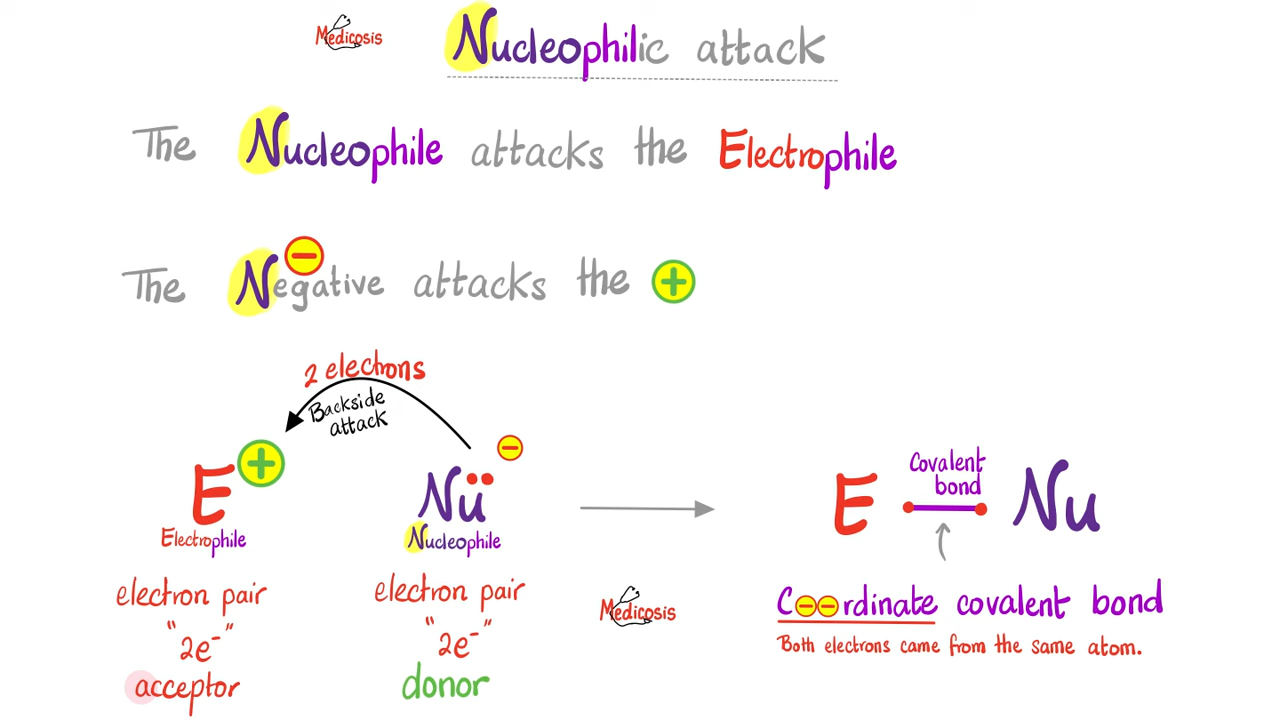 Medicosis
Nucleophilic attack
The Nucleophile attacks the Electrophile
The Negative attacks the +
−
2 electrons
Backside
attack
E +
Electrophile
electron pair
"2e⁻"
acceptor
Nü −
Nucleophile
electron pair
"2e⁻"
donor
Medicosis
E Nu
Covalent
bond
C⊖⊖rdinate covalent bond
Both electrons came from the same atom.